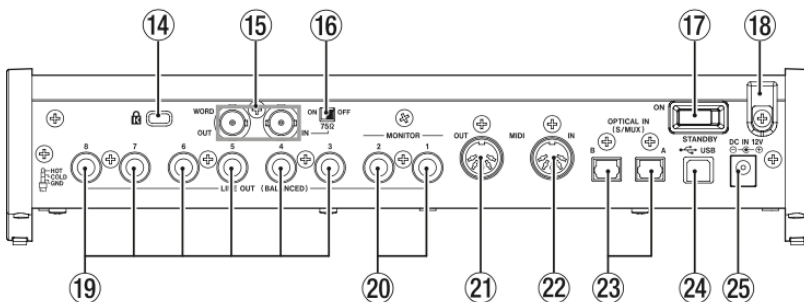 14 15 16 17 18
WORD
OUT
IN
ON OFF
75Ω
ON
STANDBY
OPTICAL IN
(S/MUX)
B A
USB
DC IN 12V
MONITOR
OUT MIDI IN
8 7 6 5 4 3 2 1
HOT
COLD
GND
LINE OUT (BALANCED)
19 20 21 22 23 24 25